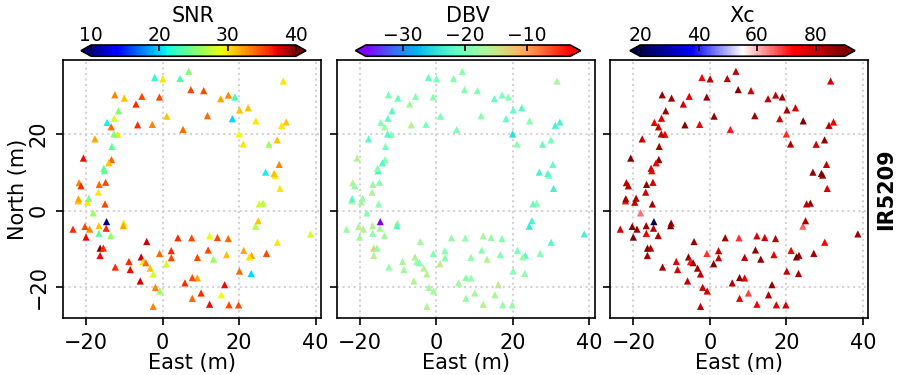 SNR DBV Xc
10 20 30 40 −30 −20 −10 20 40 60 80
North (m)
20
0
−20
IR5209
−20 0 20 40 −20 0 20 40 −20 0 20 40
East (m) East (m) East (m)